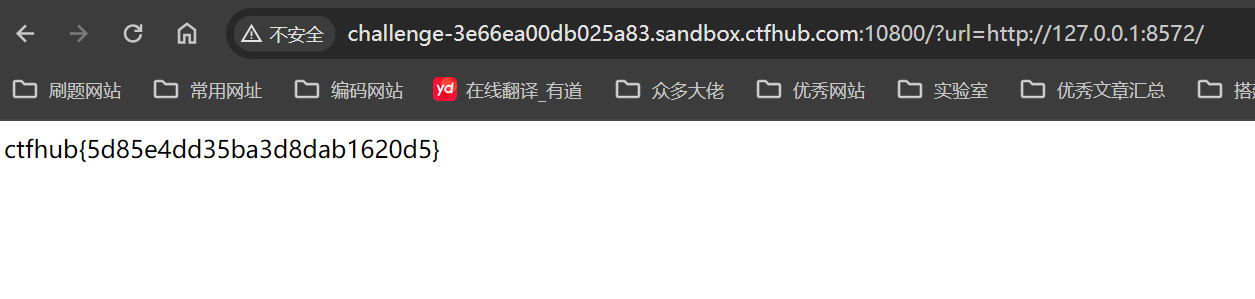 不安全 challenge-3e66ea00db025a83.sandbox.ctfhub.com:10800/?url=http://127.0.0.1:8572/
刷题网站 常用网址 编码网站 yd 在线翻译_有道 众多大佬 优秀网站 实验室 优秀文章汇总
ctfhub{5d85e4dd35ba3d8dab1620d5}